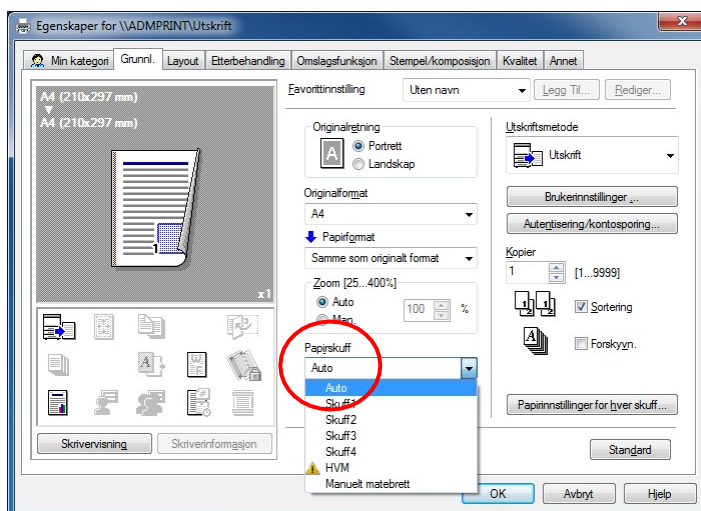 Egenskaper for \\ADMPRINT\Utskrift
Min kategori Grunnl. Layout Etterbehandling Omslagsfunksjon Stempel/komposisjon Kvalitet Annet
A4 (210x297 mm)
A4 (210x297 mm)
1
x1
Skrivervisning Skriverinformasjon
Favorittinnstilling Uten navn Legg Til... Rediger...
Originalretning
A
Portrett
Landskap
Originalformat
A4
Papirformat
Samme som originalt format
Zoom [25...400%]
Auto
Man.
100 %
Papirskuff
Auto
Auto
Skuff1
Skuff2
Skuff3
Skuff4
HVM
Manuelt matebrett
Utskriftsmetode
Utskrift
Brukerinnstillinger ...
Autentisering/kontosporing...
Kopier
1 [1...9999]
Sortering
Forskyvn.
Papirinnstillinger for hver skuff...
Standard
OK Avbryt Hjelp